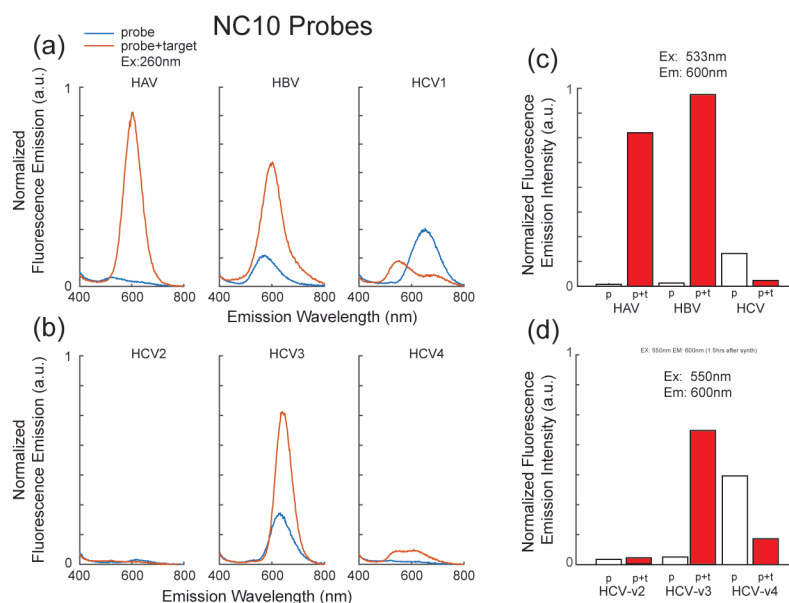 NC10 Probes
(a)
probe
probe+target
Ex:260nm
HAV
HBV
HCV1
Normalized
Fluorescence Emission (a.u.)
1
0
400
600
800
400
600
800
400
600
800
Emission Wavelength (nm)
(b)
HCV2
HCV3
HCV4
Normalized
Fluorescence Emission (a.u.)
1
0
400
600
800
400
600
800
400
600
800
Emission Wavelength (nm)
(c)
Ex: 533nm
Em: 600nm
Normalized Fluorescence
Emission Intensity (a.u.)
1
0
p
p+t
p
p+t
p
p+t
HAV
HBV
HCV
(d)
EX: 550nm EM: 600nm (1.5hrs after synth)
Ex: 550nm
Em: 600nm
Normalized Fluorescence
Emission Intensity (a.u.)
1
0
p
p+t
p
p+t
p
p+t
HCV-v2
HCV-v3
HCV-v4